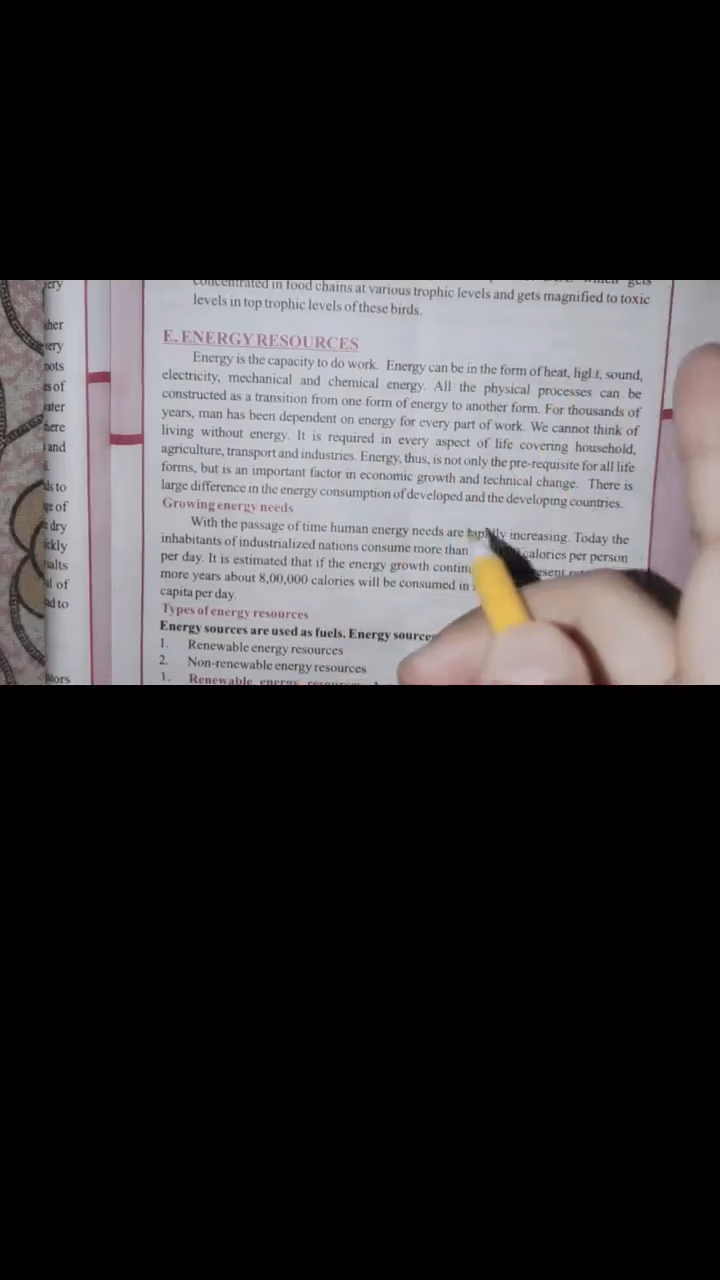 levels in top trophic levels of these birds.
concentrated in food chains at various trophic levels and gets magnified to toxic
E. ENERGY RESOURCES
Energy is the capacity to do work. Energy can be in the form of heat, light, sound,
electricity, mechanical and chemical energy. All the physical processes can be
constructed as a transition from one form of energy to another form. For thousands of
years, man has been dependent on energy for every part of work. We cannot think of
living without energy. It is required in every aspect of life covering household,
agriculture, transport and industries. Energy, thus, is not only the pre-requisite for all life
forms, but is an important factor in economic growth and technical change. There is
large difference in the energy consumption of developed and the developing countries.
Growing energy needs
With the passage of time human energy needs are rapidly increasing. Today the
inhabitants of industrialized nations consume more than calories per person
per day. It is estimated that if the energy growth
more years about 8,00,000 calories will be consumed in
capita per day.
Types of energy resources
Energy sources are used as fuels. Energy
1. Renewable energy resources
2. Non-renewable energy resources
1. Renewable energy